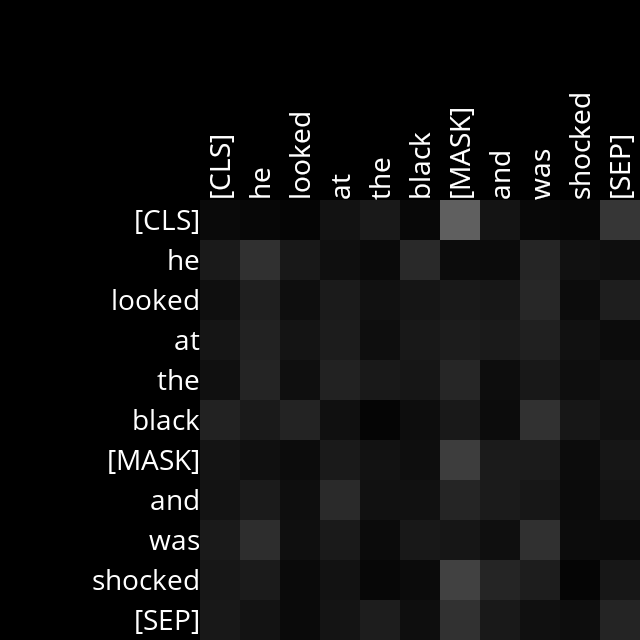 [CLS] he looked at the black [MASK] and was shocked [SEP]
[CLS]
he
looked
at
the
black
[MASK]
and
was
shocked
[SEP]